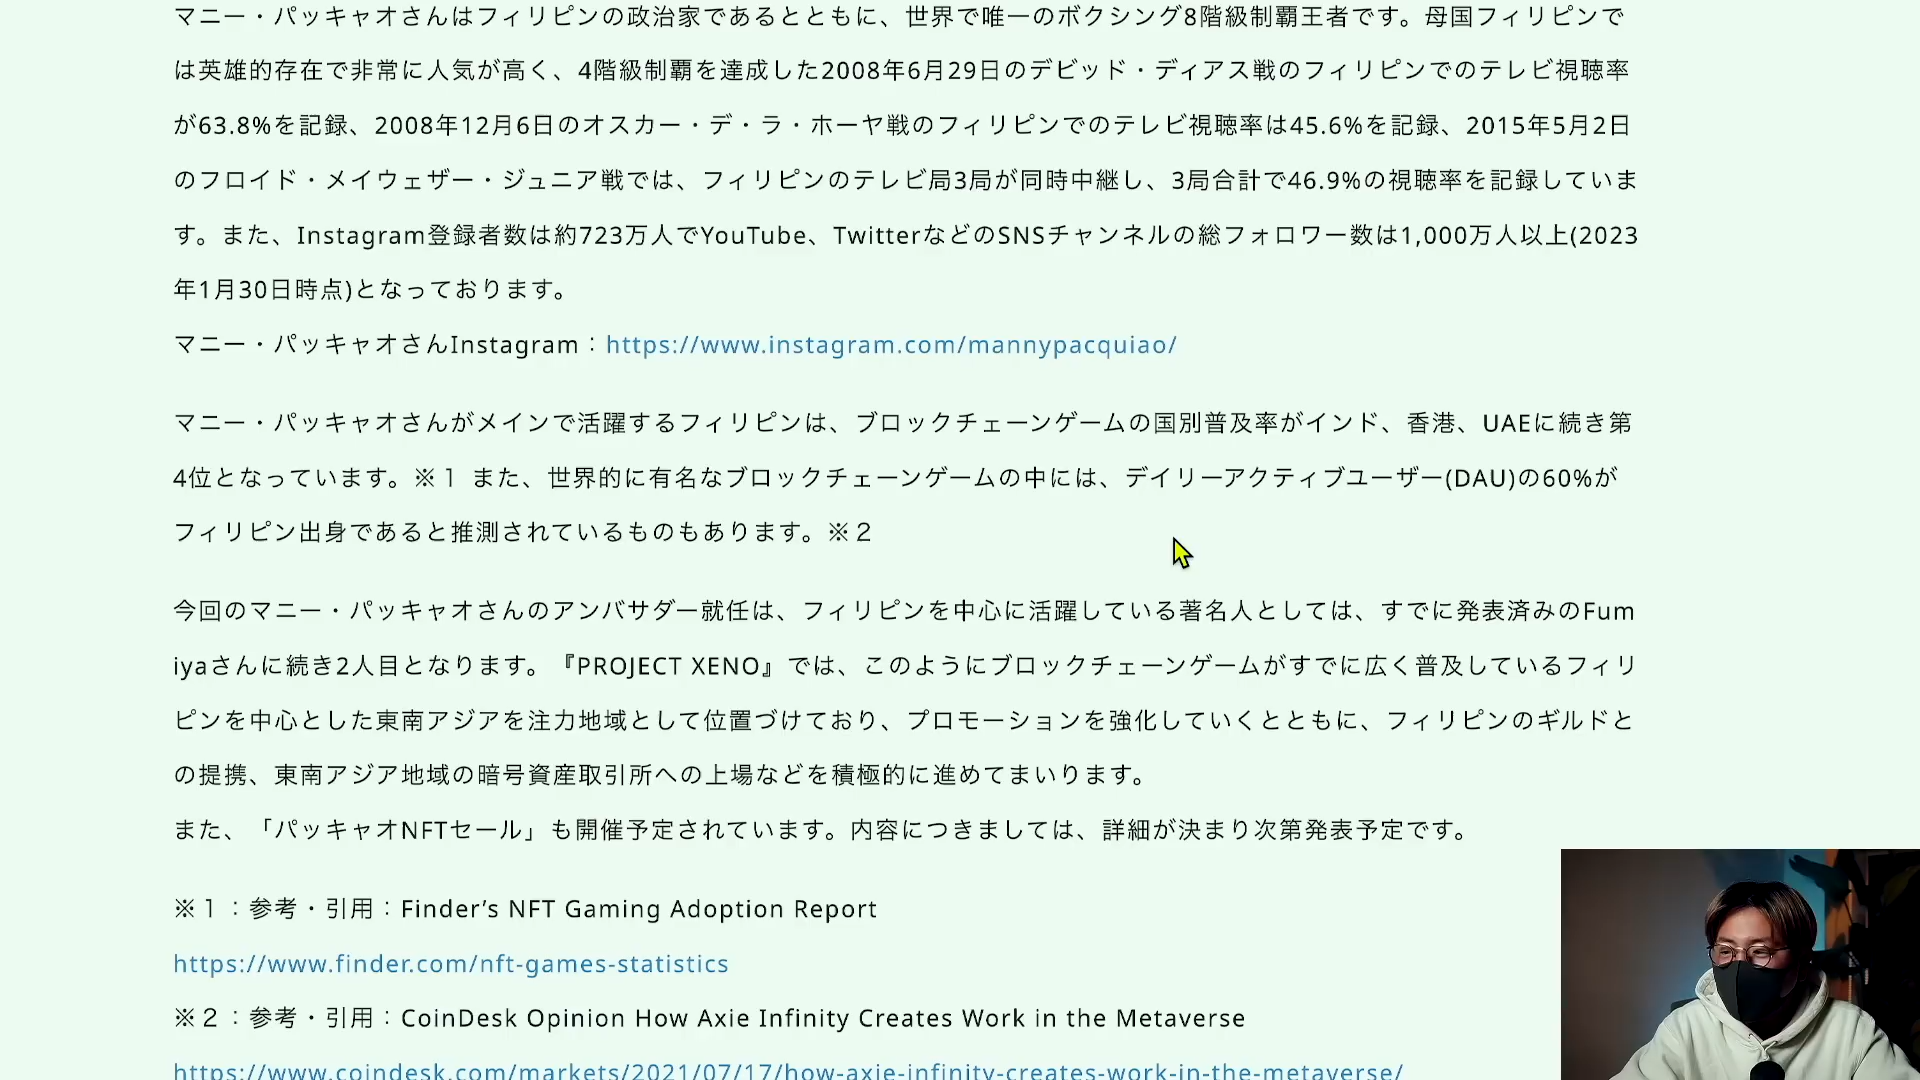 マニー・パッキャオさんはフィリピンの政治家であるとともに、世界で唯一のボクシング8階級制覇王者です。母国フィリピンで
は英雄的存在で非常に人気が高く、4階級制覇を達成した2008年6月29日のデビッド・ディアス戦のフィリピンでのテレビ視聴率
が63.8%を記録、2008年12月6日のオスカー・デ・ラ・ホーヤ戦のフィリピンでのテレビ視聴率は45.6%を記録、2015年5月2日
のフロイド・メイウェザー・ジュニア戦では、フィリピンのテレビ局3局が同時中継し、3局合計で46.9%の視聴率を記録していま
す。また、Instagram登録者数は約723万人でYouTube、TwitterなどのSNSチャンネルの総フォロワー数は1,000万人以上(2023
年1月30日時点)となっております。
マニー・パッキャオさんInstagram：https://www.instagram.com/mannypacquiao/
マニー・パッキャオさんがメインで活躍するフィリピンは、ブロックチェーンゲームの国別普及率がインド、香港、UAEに続き第
4位となっています。※１ また、世界的に有名なブロックチェーンゲームの中には、デイリーアクティブユーザー(DAU)の60%が
フィリピン出身であると推測されているものもあります。※２
今回のマニー・パッキャオさんのアンバサダー就任は、フィリピンを中心に活躍している著名人としては、すでに発表済みのFum
iyaさんに続き2人目となります。『PROJECT XENO』では、このようにブロックチェーンゲームがすでに広く普及しているフィリ
ピンを中心とした東南アジアを注力地域として位置づけており、プロモーションを強化していくとともに、フィリピンのギルドと
の提携、東南アジア地域の暗号資産取引所への上場などを積極的に進めてまいります。
また、「パッキャオNFTセール」も開催予定されています。内容につきましては、詳細が決まり次第発表予定です。
※１：参考・引用：Finder’s NFT Gaming Adoption Report
https://www.finder.com/nft-games-statistics
※２：参考・引用：CoinDesk Opinion How Axie Infinity Creates Work in the Metaverse
https://www.coindesk.com/markets/2021/07/17/how-axie-infinity-creates-work-in-the-metaverse/